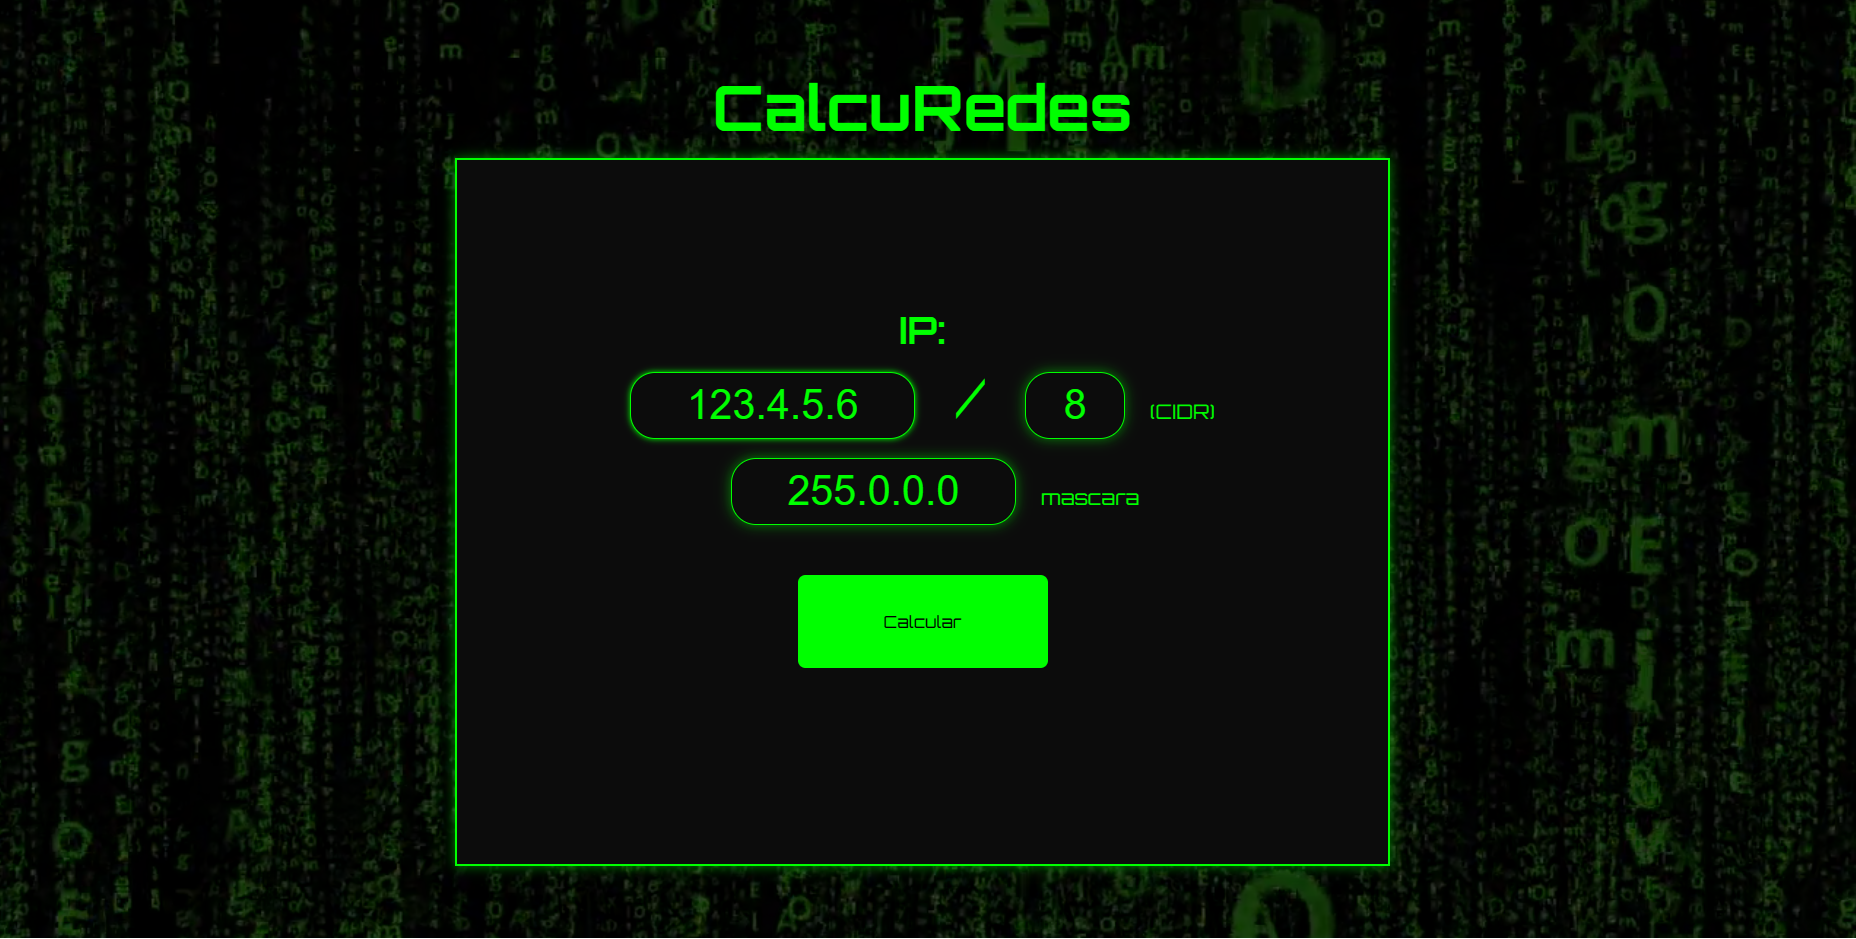 CalcuRedes
IP:
123.4.5.6 / 8 (CIDR)
255.0.0.0 mascara
Calcular